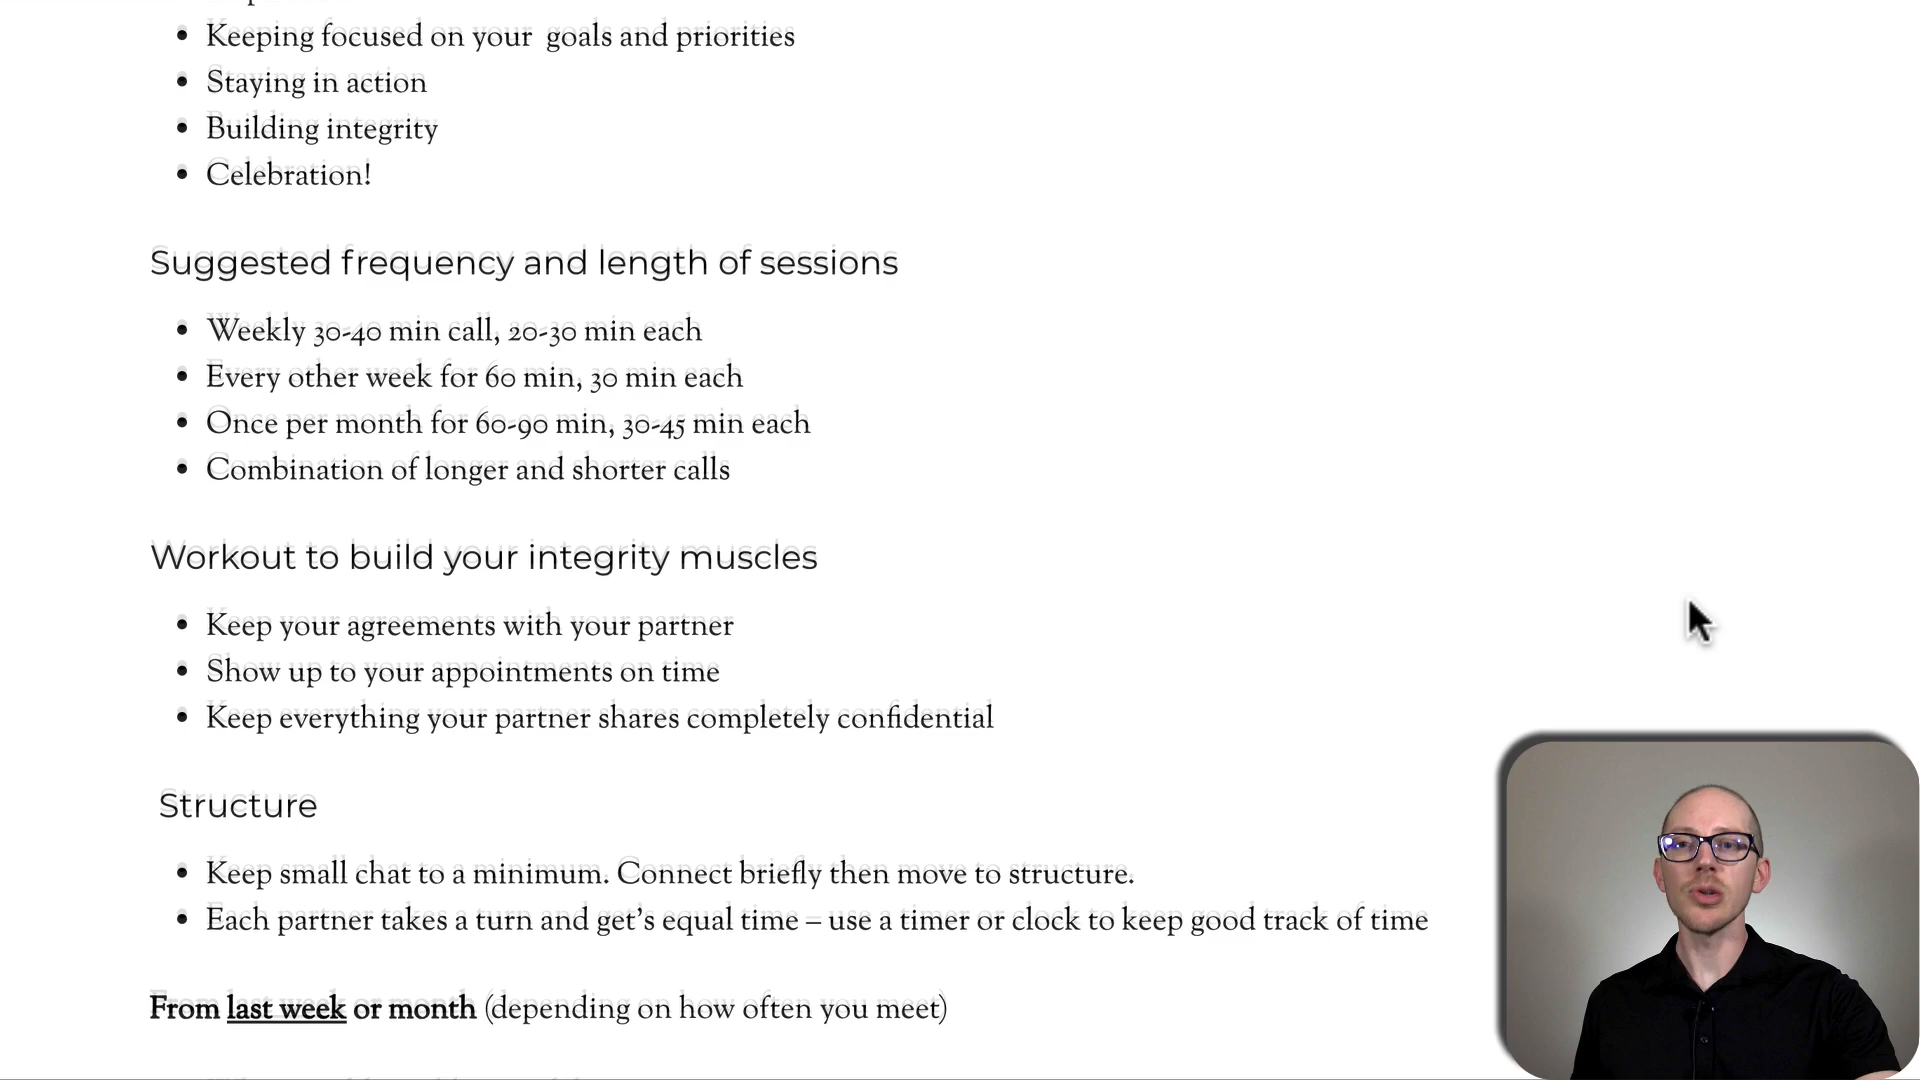 Keeping focused on your goals and priorities
Staying in action
Building integrity
Celebration!
Suggested frequency and length of sessions
Weekly 30-40 min call, 20-30 min each
Every other week for 60 min, 30 min each
Once per month for 60-90 min, 30-45 min each
Combination of longer and shorter calls
Workout to build your integrity muscles
Keep your agreements with your partner
Show up to your appointments on time
Keep everything your partner shares completely confidential
Structure
Keep small chat to a minimum. Connect briefly then move to structure.
Each partner takes a turn and get's equal time – use a timer or clock to keep good track of time
From last week or month (depending on how often you meet)